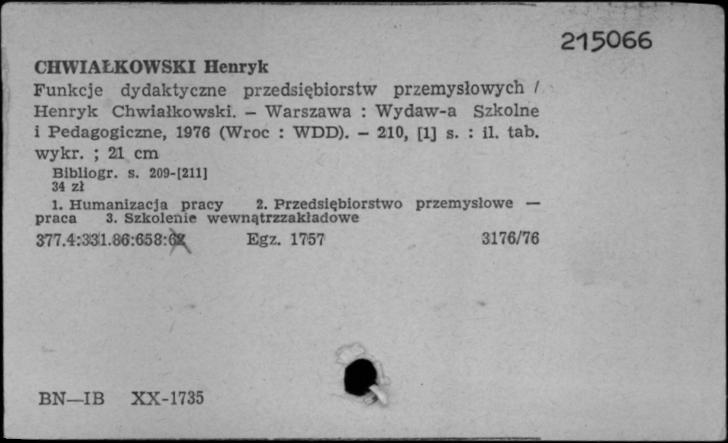 215066
CHWIAŁKOWSKI Henryk
Funkcje dydaktyczne przedsiębiorstw przemysłowych /
Henryk Chwiałkowski. — Warszawa : Wydaw-a Szkolne
i Pedagogiczne, 1976 (Wroc : WDD). — 210, [1] s. : il. tab.
wykr. ; 21 cm
Bibliogr. s. 209-[211]
34 zł
1. Humanizacja pracy 2. Przedsiębiorstwo przemysłowe —
praca 3. Szkolenie wewnątrzzakładowe
377.4:331.86:658:62 Egz. 1757 3176/76
BN—IB XX-1735